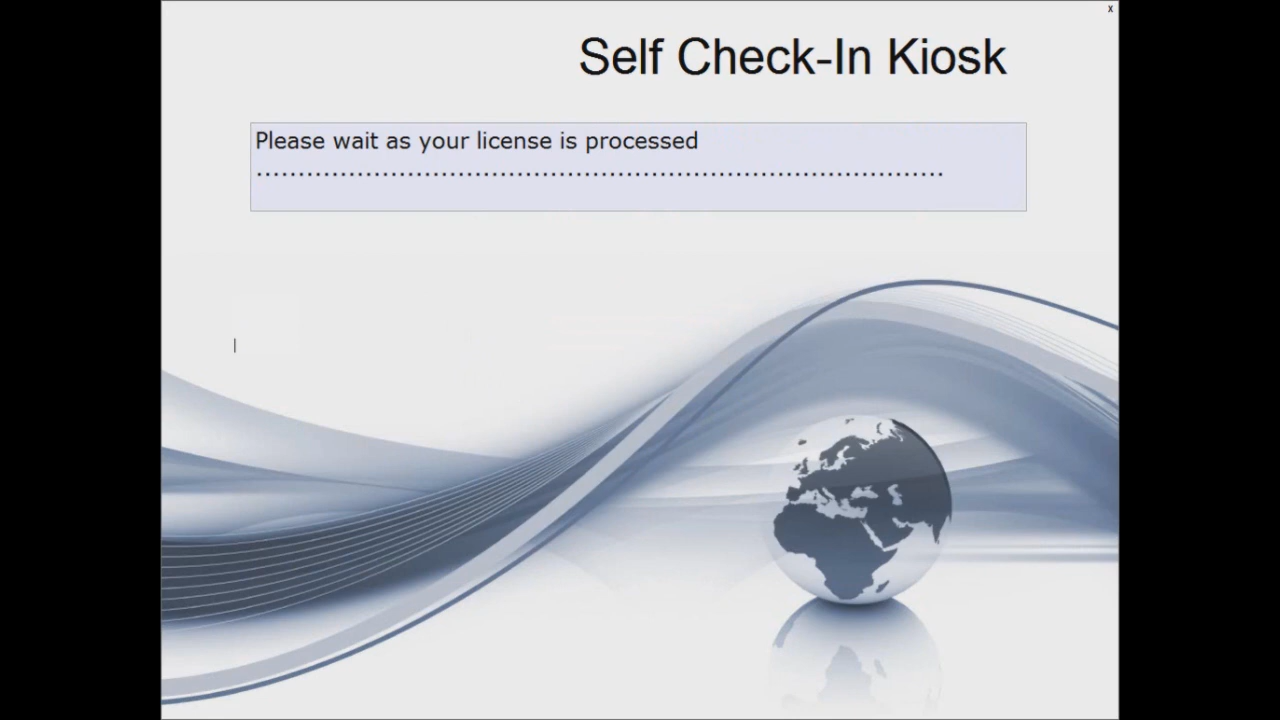 x
Self Check-In Kiosk
Please wait as your license is processed
.................................................................................